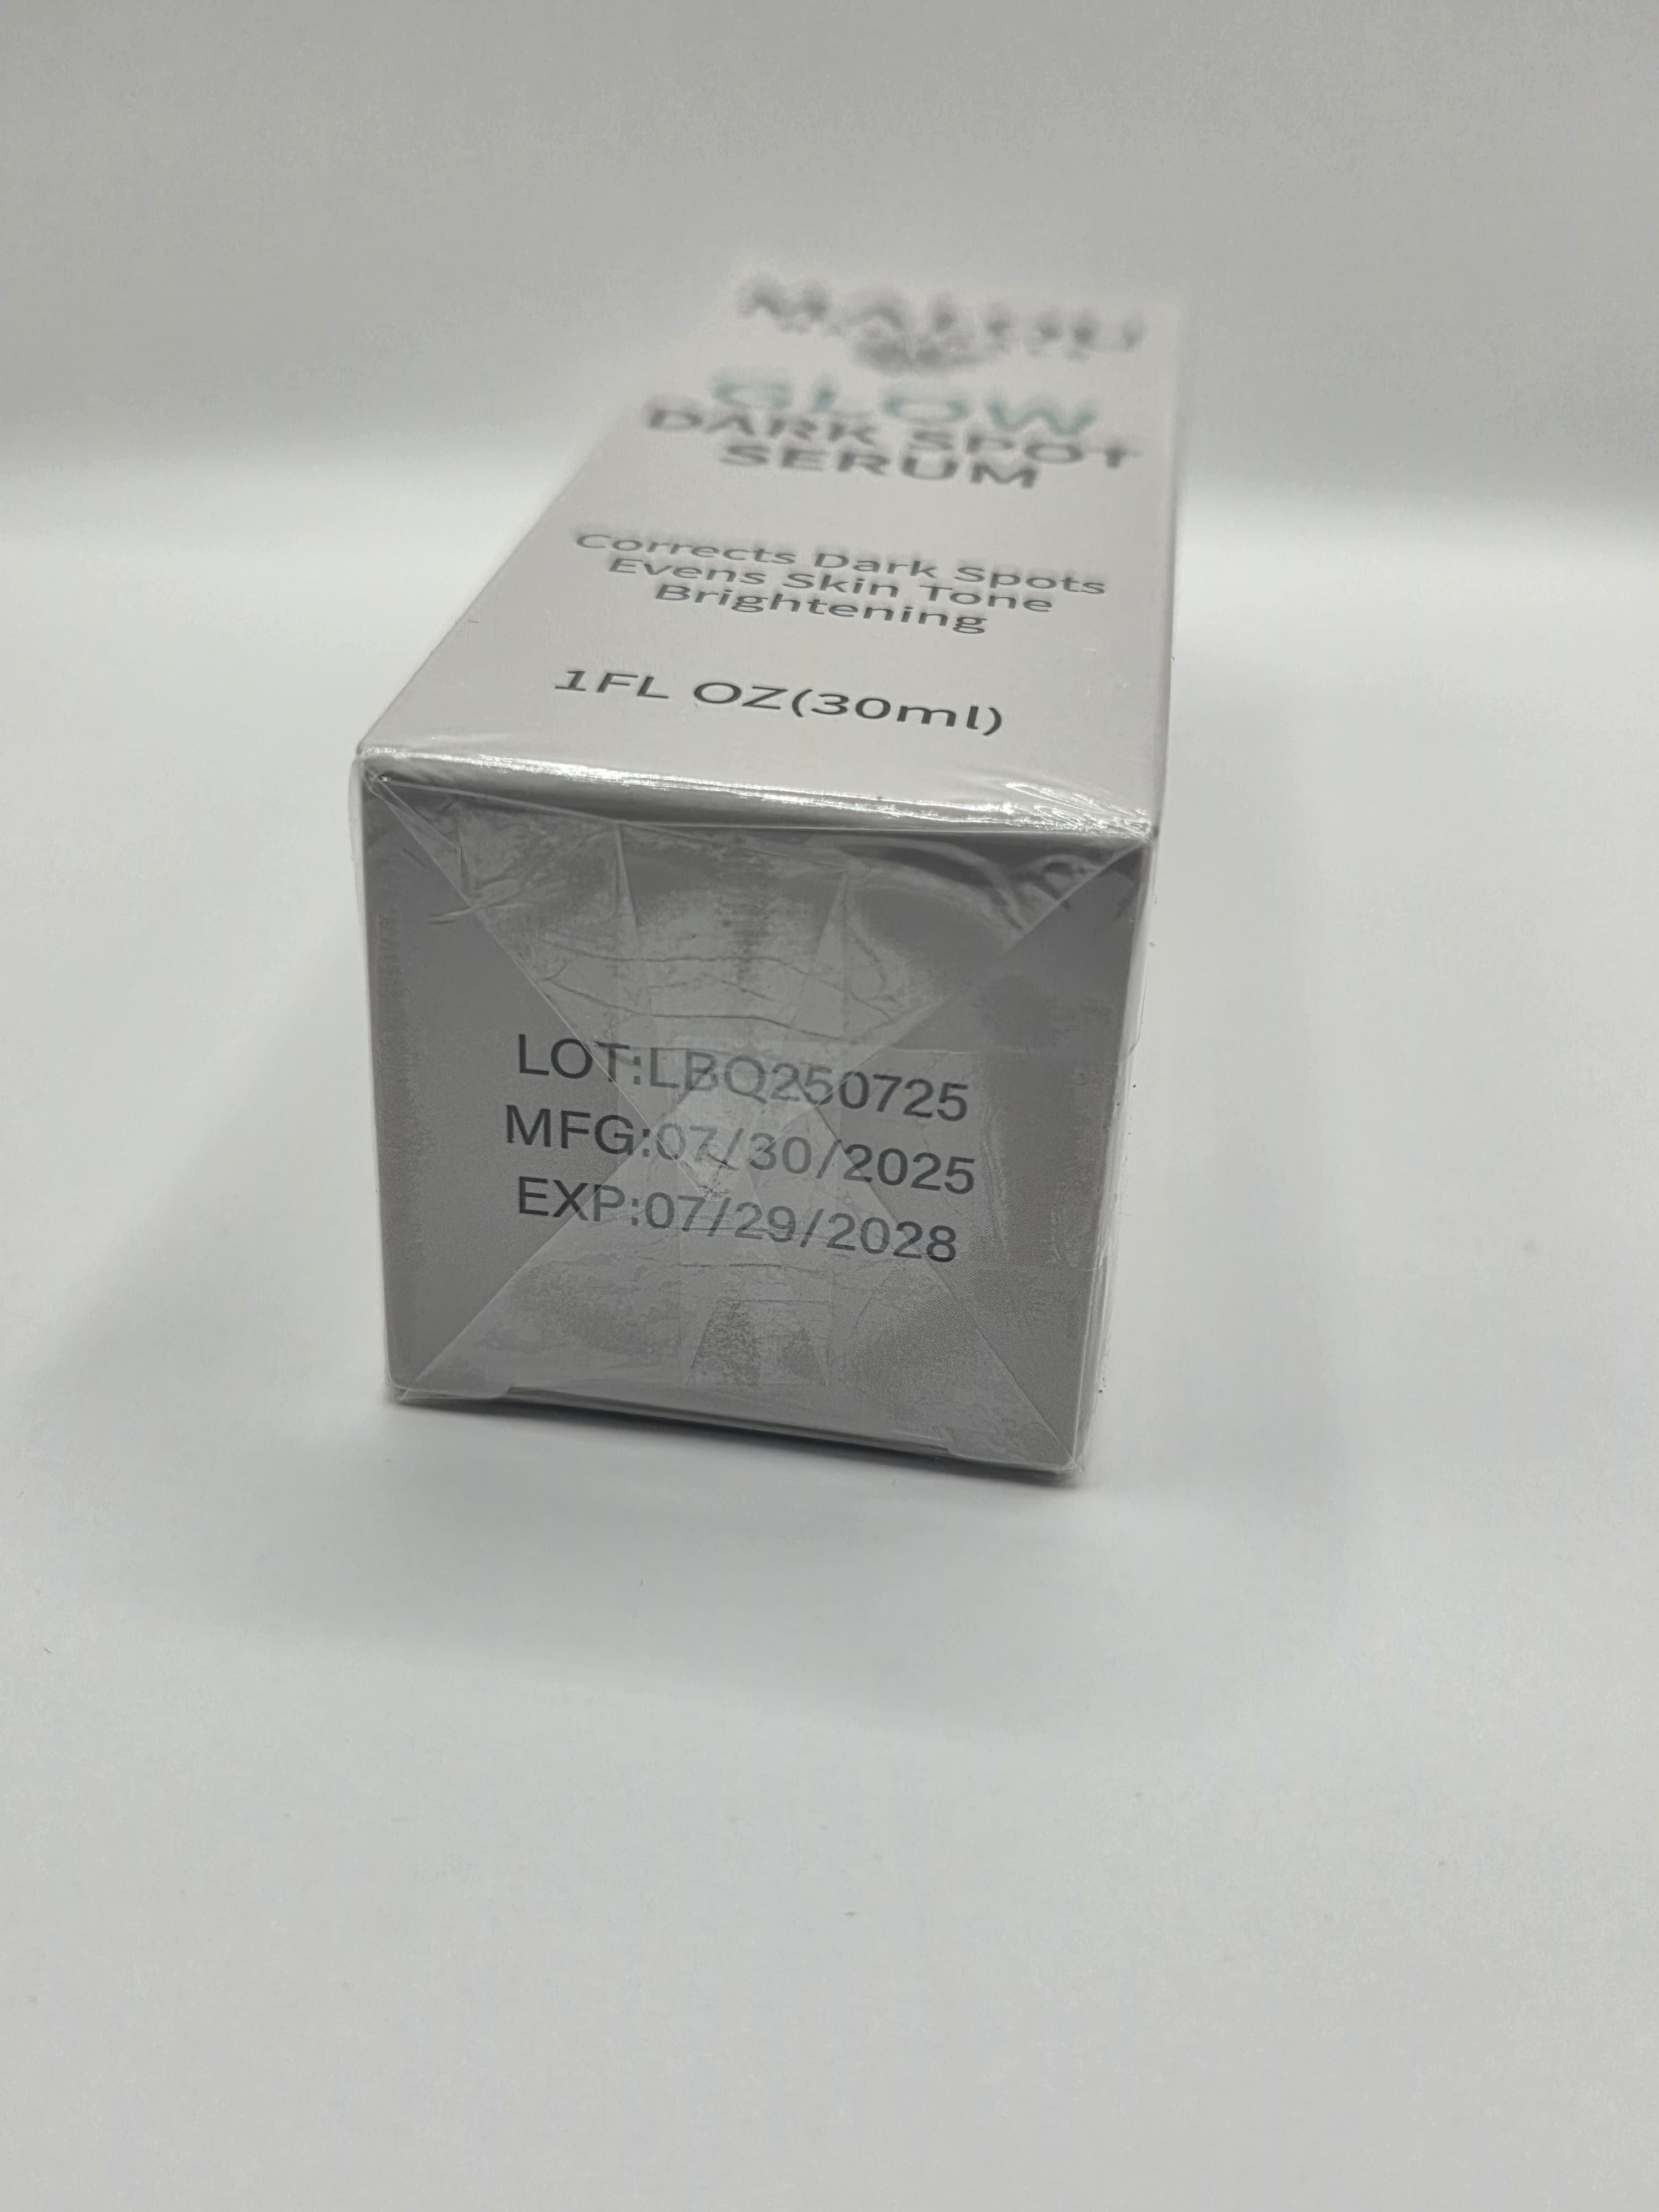 GLOW
DARK SPOT
SERUM
Corrects Dark Spots
Evens Skin Tone
Brightening
1FL OZ(30ml)
LOT:LBQ250725
MFG:07/30/2025
EXP:07/29/2028